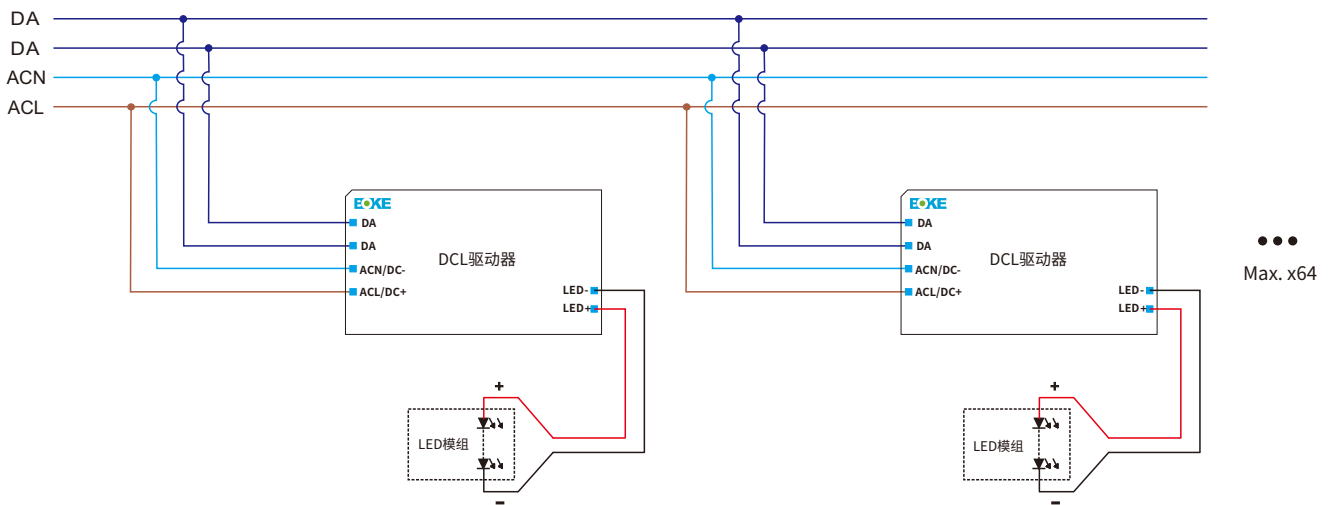 DA
DA
ACN
ACL
EOKE
DA
DA
ACN/DC-
ACL/DC+
DCL驱动器
LED-
LED+
EOKE
DA
DA
ACN/DC-
ACL/DC+
DCL驱动器
LED-
LED+
•••
Max. x64
+
LED模组
-
+
LED模组
-